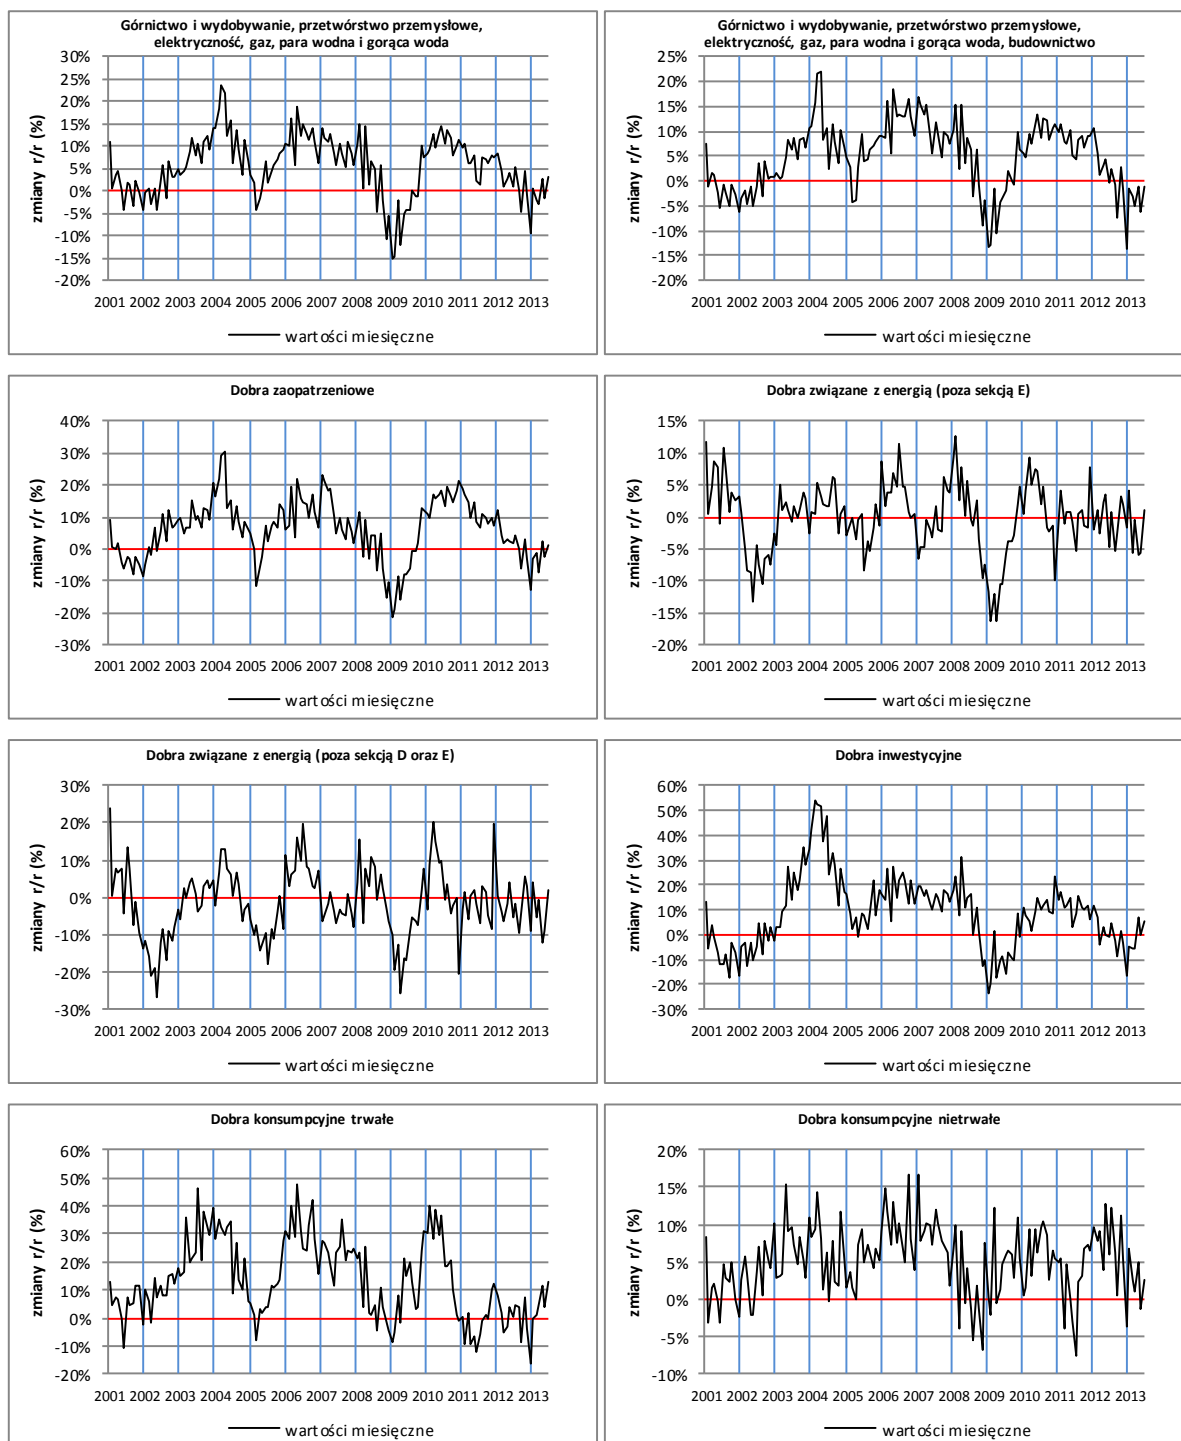 Górnictwo i wydobywanie, przetwórstwo przemysłowe,
elektryczność, gaz, para wodna i gorąca woda
zmiany r/r (%)
30%
25%
20%
15%
10%
5%
0%
-5%
-10%
-15%
-20%
2001 2002 2003 2004 2005 2006 2007 2008 2009 2010 2011 2012 2013
wartości miesięczne
Górnictwo i wydobywanie, przetwórstwo przemysłowe,
elektryczność, gaz, para wodna i gorąca woda, budownictwo
zmiany r/r (%)
25%
20%
15%
10%
5%
0%
-5%
-10%
-15%
-20%
2001 2002 2003 2004 2005 2006 2007 2008 2009 2010 2011 2012 2013
wartości miesięczne
Dobra zaopatrzeniowe
zmiany r/r (%)
40%
30%
20%
10%
0%
-10%
-20%
-30%
2001 2002 2003 2004 2005 2006 2007 2008 2009 2010 2011 2012 2013
wartości miesięczne
Dobra związane z energią (poza sekcją E)
zmiany r/r (%)
15%
10%
5%
0%
-5%
-10%
-15%
-20%
2001 2002 2003 2004 2005 2006 2007 2008 2009 2010 2011 2012 2013
wartości miesięczne
Dobra związane z energią (poza sekcją D oraz E)
zmiany r/r (%)
30%
20%
10%
0%
-10%
-20%
-30%
2001 2002 2003 2004 2005 2006 2007 2008 2009 2010 2011 2012 2013
wartości miesięczne
Dobra inwestycyjne
zmiany r/r (%)
60%
50%
40%
30%
20%
10%
0%
-10%
-20%
-30%
2001 2002 2003 2004 2005 2006 2007 2008 2009 2010 2011 2012 2013
wartości miesięczne
Dobra konsumpcyjne trwałe
zmiany r/r (%)
60%
50%
40%
30%
20%
10%
0%
-10%
-20%
2001 2002 2003 2004 2005 2006 2007 2008 2009 2010 2011 2012 2013
wartości miesięczne
Dobra konsumpcyjne nietrwałe
zmiany r/r (%)
20%
15%
10%
5%
0%
-5%
-10%
2001 2002 2003 2004 2005 2006 2007 2008 2009 2010 2011 2012 2013
wartości miesięczne